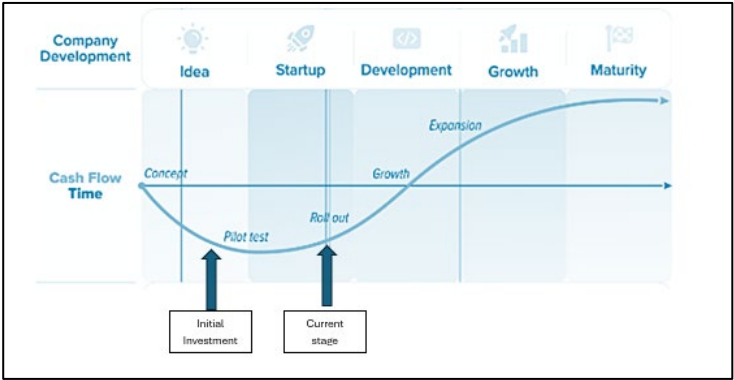 Company
Development
Idea
Startup
Development
Growth
Maturity
Cash Flow
Time
Concept
Pilot test
Roll out
Growth
Expansion
Initial
Investment
Current
stage